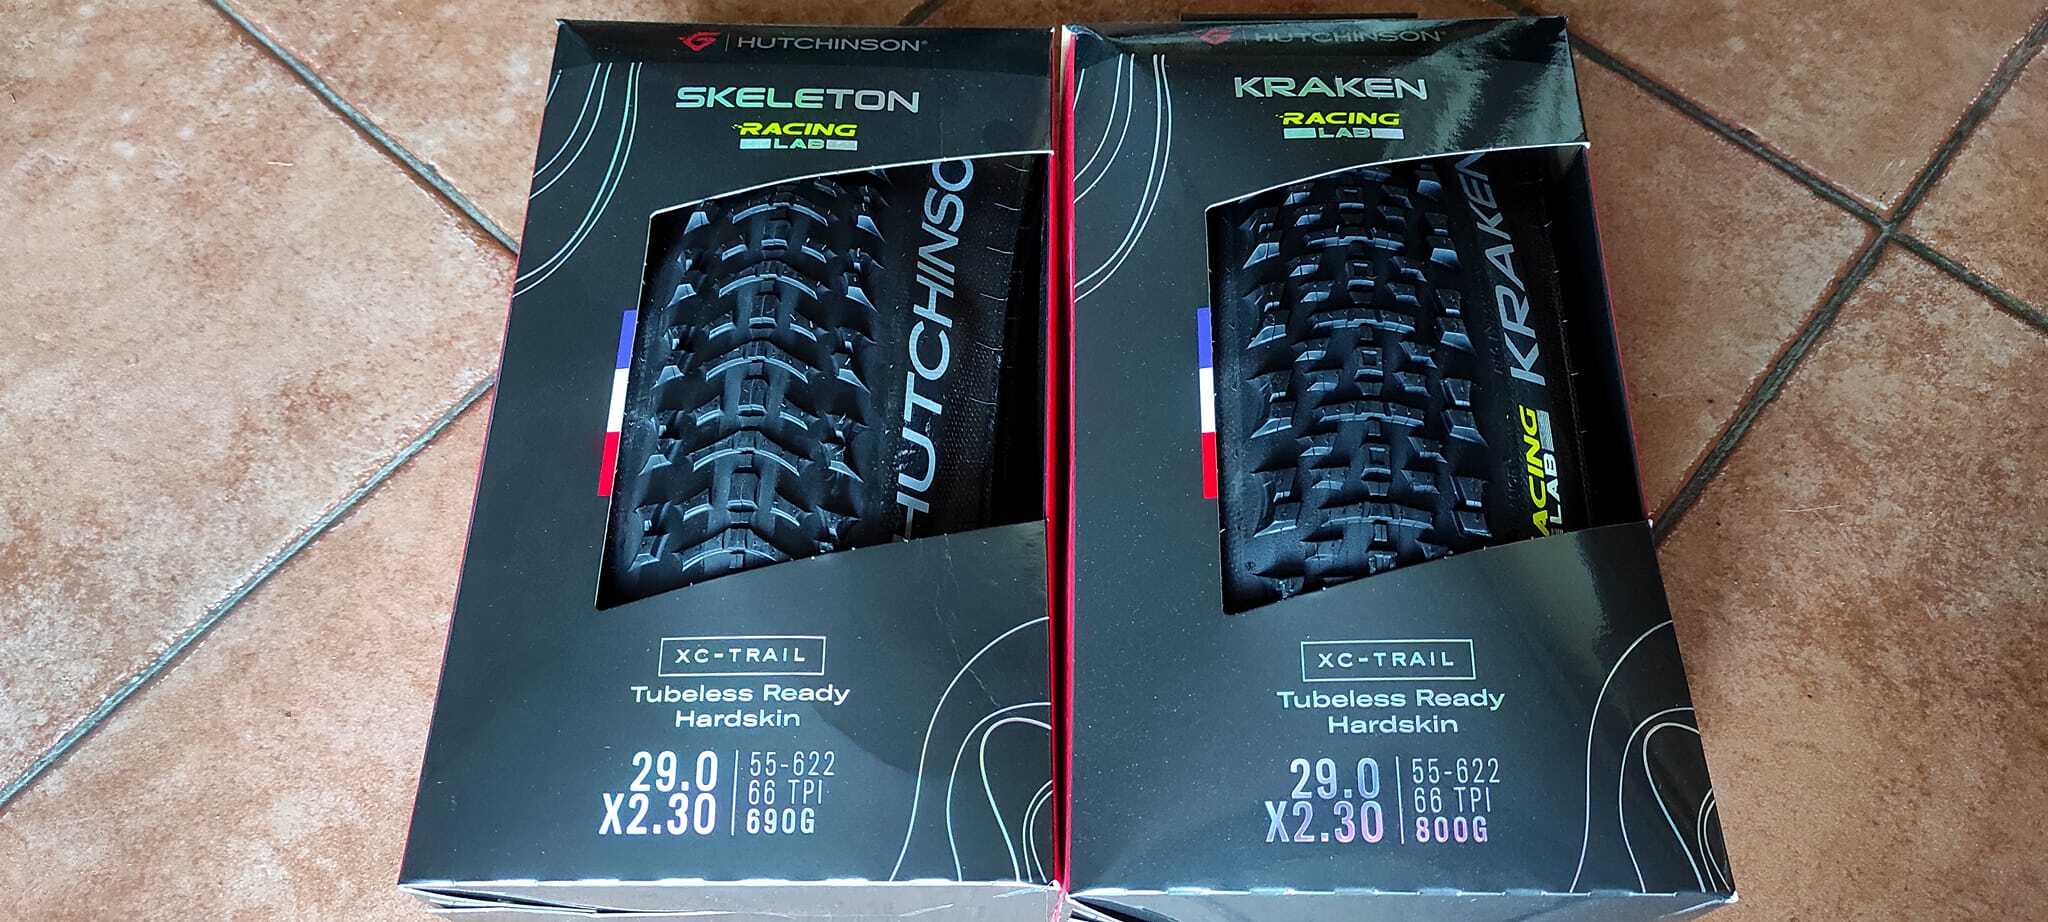 HUTCHINSON®
SKELETON
RACING
LAB
HUTCHINSO
XC-TRAIL
Tubeless Ready
Hardskin
29.0
X2.30
55-622
66 TPI
690G
HUTCHINSON®
KRAKEN
RACING
LAB
KRAKEN
ACING
LAB
XC-TRAIL
Tubeless Ready
Hardskin
29.0
X2.30
55-622
66 TPI
800G